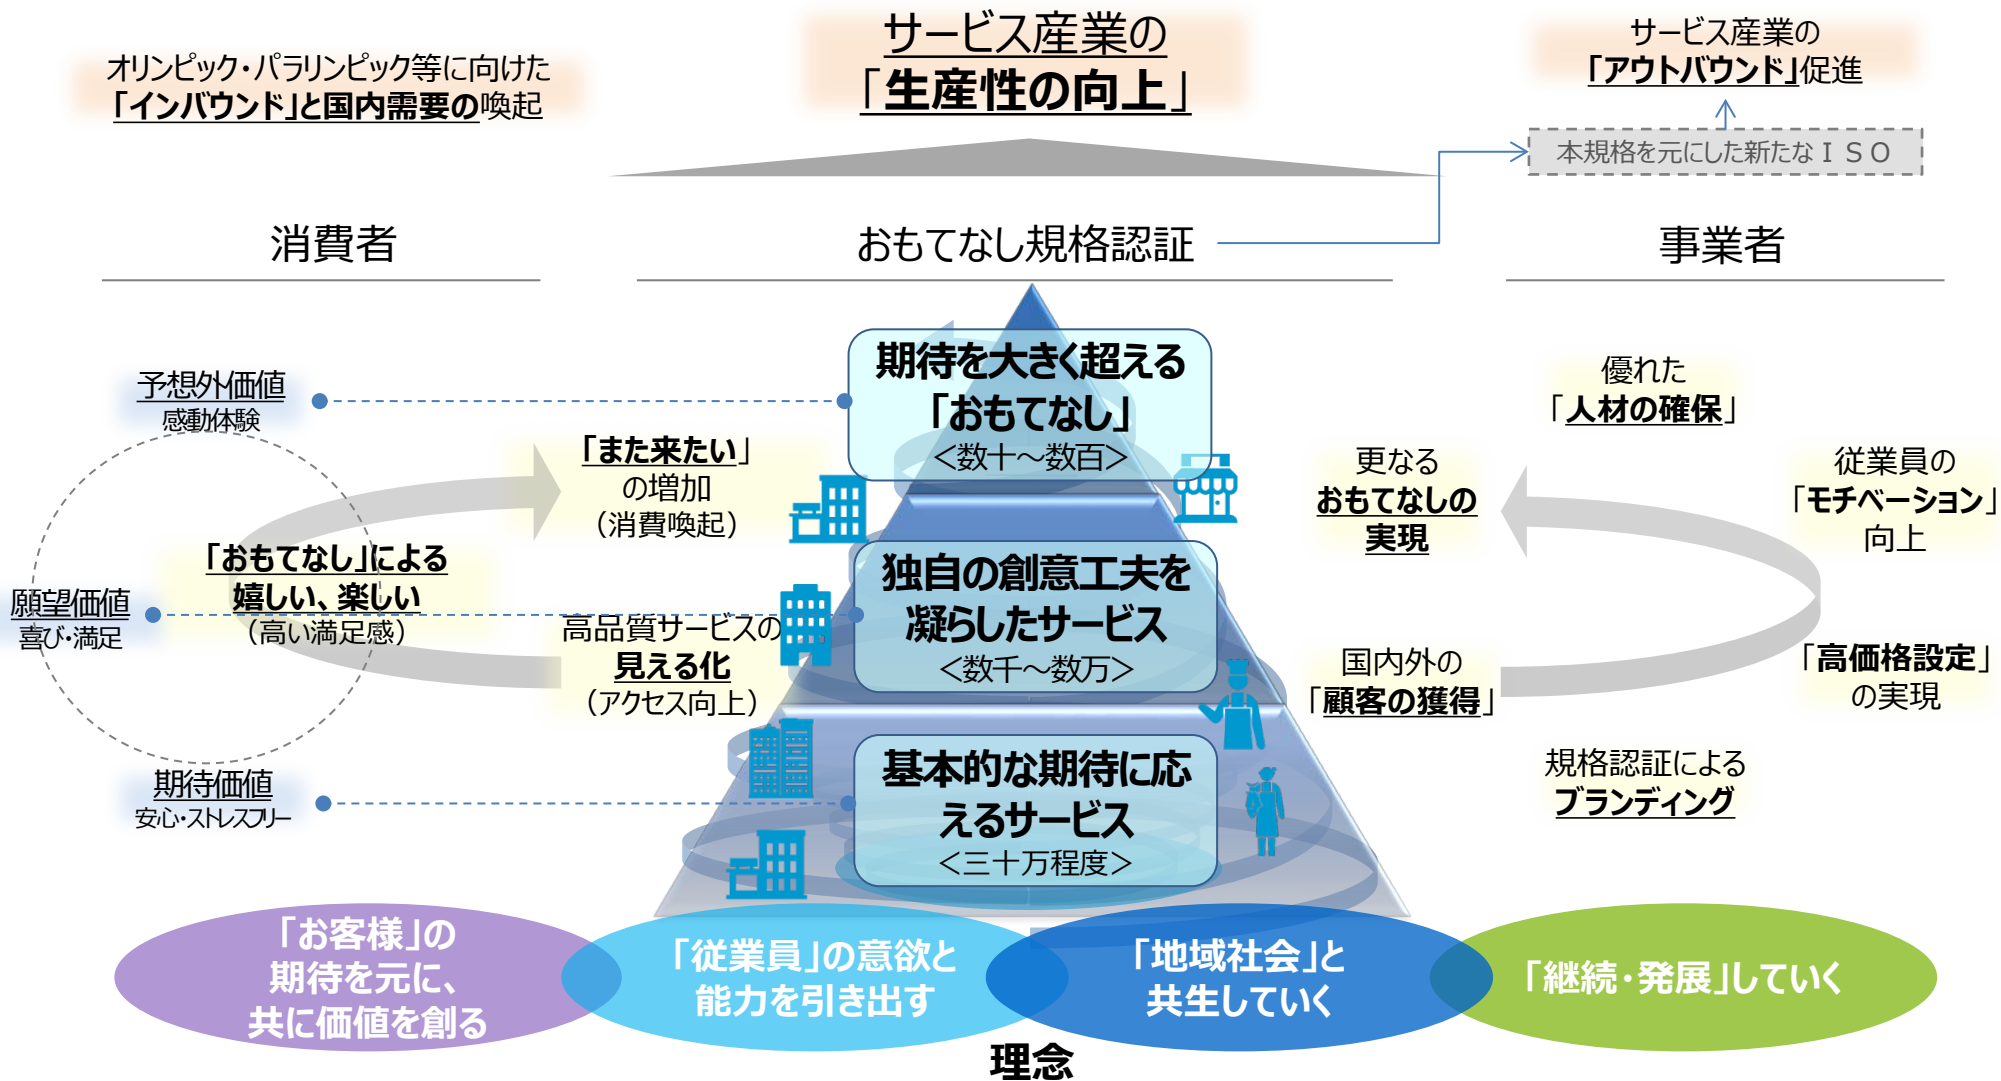 オリンピック・パラリンピック等に向けた
「インバウンド」と国内需要の喚起
サービス産業の
「生産性の向上」
サービス産業の
「アウトバウンド」促進
本規格を元にした新たなＩＳＯ
消費者
おもてなし規格認証
事業者
予想外価値
感動体験
願望価値
喜び・満足
期待価値
安心・ストレスフリー
「また来たい」
の増加
（消費喚起）
「おもてなし」による
嬉しい、楽しい
（高い満足感）
高品質サービスの
見える化
（アクセス向上）
期待を大きく超える
「おもてなし」
＜数十～数百＞
独自の創意工夫を
凝らしたサービス
＜数千～数万＞
基本的な期待に応
えるサービス
＜三十万程度＞
優れた
「人材の確保」
更なる
おもてなしの
実現
従業員の
「モチベーション」
向上
国内外の
「顧客の獲得」
「高価格設定」
の実現
規格認証による
ブランディング
「お客様」の
期待を元に、
共に価値を創る
「従業員」の意欲と
能力を引き出す
「地域社会」と
共生していく
「継続・発展」していく
理念